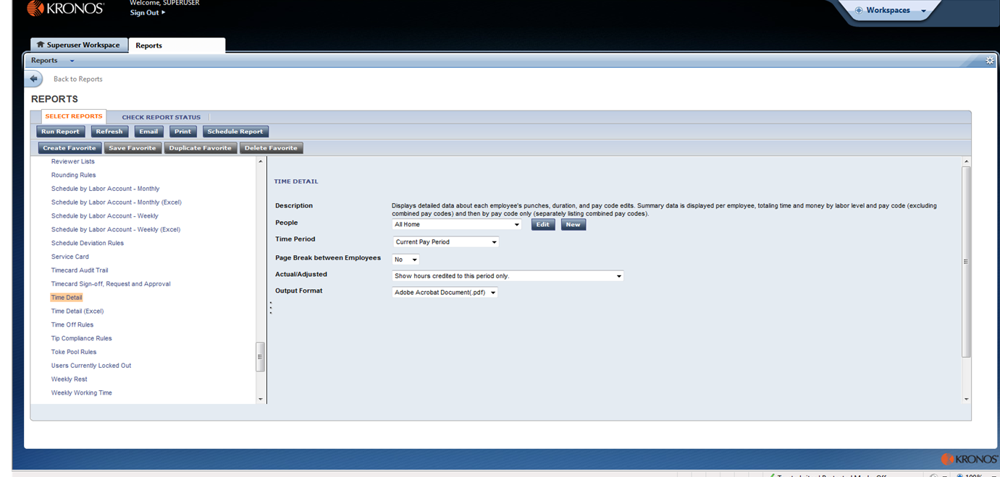 KRONOS
Welcome, SUPERUSER
Sign Out
Workspaces
Superuser Workspace
Reports
Reports
Back to Reports
REPORTS
SELECT REPORTS
CHECK REPORT STATUS
Run Report
Refresh
Email
Print
Schedule Report
Create Favorite
Save Favorite
Duplicate Favorite
Delete Favorite
Reviewer Lists
Rounding Rules
Schedule by Labor Account - Monthly
Schedule by Labor Account - Monthly (Excel)
Schedule by Labor Account - Weekly
Schedule by Labor Account - Weekly (Excel)
Schedule Deviation Rules
Service Card
Timecard Audit Trail
Timecard Sign-off, Request and Approval
Time Detail
Time Detail (Excel)
Time Off Rules
Tip Compliance Rules
Toke Pool Rules
Users Currently Locked Out
Weekly Rest
Weekly Working Time
TIME DETAIL
Description
Displays detailed data about each employee's punches, duration, and pay code edits. Summary data is displayed per employee, totaling time and money by labor level and pay code (excluding
combined pay codes) and then by pay code only (separately listing combined pay codes).
People
All Home
Edit
New
Time Period
Current Pay Period
Page Break between Employees
No
Actual/Adjusted
Show hours credited to this period only.
Output Format
Adobe Acrobat Document(.pdf)
KRONOS
100%